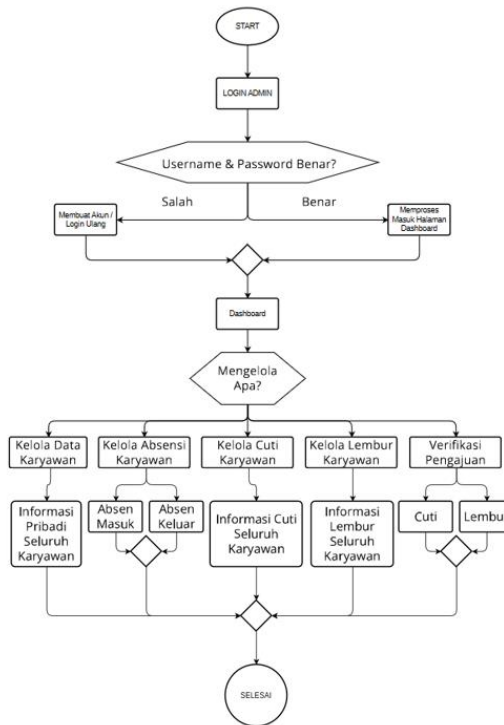 START
LOGIN ADMIN
Username & Password Benar?
Salah
Benar
Membuat Akun /
Login Ulang
Memproses
Masuk Halaman
Dashboard
Dashboard
Mengelola
Apa?
Kelola Data
Karyawan
Kelola Absensi
Karyawan
Kelola Cuti
Karyawan
Kelola Lembur
Karyawan
Verifikasi
Pengajuan
Informasi
Pribadi
Seluruh
Karyawan
Absen
Masuk
Absen
Keluar
Informasi Cuti
Seluruh
Karyawan
Informasi
Lembur
Seluruh
Karyawan
Cuti
Lembu
SELESAI